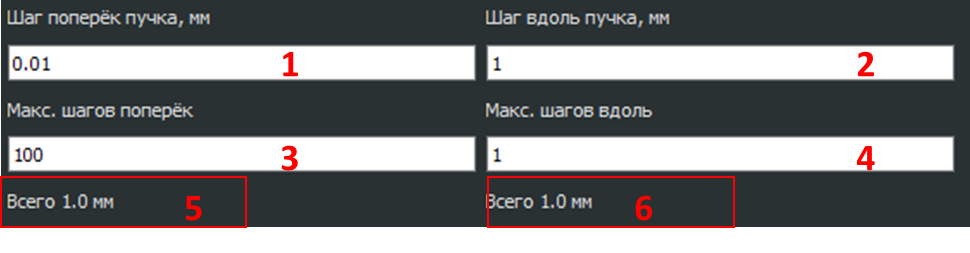 Шаг поперёк пучка, мм Шаг вдоль пучка, мм
0.01 1 1 2
Макс. шагов поперёк Макс. шагов вдоль
100 3 1 4
Всего 1.0 мм 5 Всего 1.0 мм 6